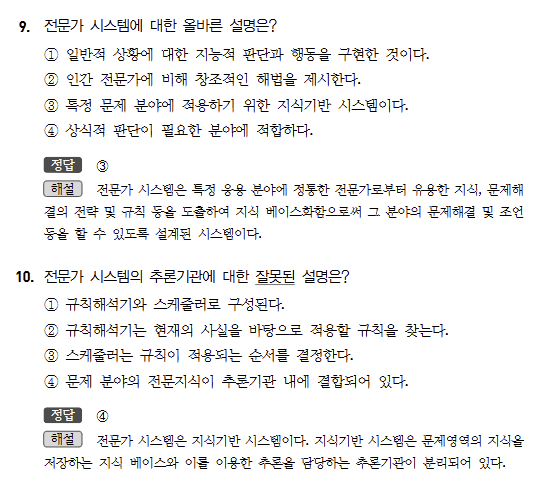 9. 전문가 시스템에 대한 올바른 설명은?
① 일반적 상황에 대한 지능적 판단과 행동을 구현한 것이다.
② 인간 전문가에 비해 창조적인 해법을 제시한다.
③ 특정 문제 분야에 적용하기 위한 지식기반 시스템이다.
④ 상식적 판단이 필요한 분야에 적합하다.
정답 ③
해설 전문가 시스템은 특정 응용 분야에 정통한 전문가로부터 유용한 지식, 문제해
결의 전략 및 규칙 등을 도출하여 지식 베이스화함으로써 그 분야의 문제해결 및 조언
등을 할 수 있도록 설계된 시스템이다.
10. 전문가 시스템의 추론기관에 대한 잘못된 설명은?
① 규칙해석기와 스케줄러로 구성된다.
② 규칙해석기는 현재의 사실을 바탕으로 적용할 규칙을 찾는다.
③ 스케줄러는 규칙이 적용되는 순서를 결정한다.
④ 문제 분야의 전문지식이 추론기관 내에 결합되어 있다.
정답 ④
해설 전문가 시스템은 지식기반 시스템이다. 지식기반 시스템은 문제영역의 지식을
저장하는 지식 베이스와 이를 이용한 추론을 담당하는 추론기관이 분리되어 있다.